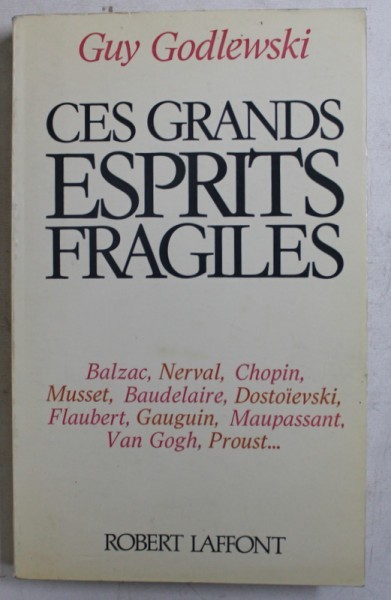 Guy Godlewski
CES GRANDS
ESPRITS
FRAGILES
Balzac, Nerval, Chopin,
Musset, Baudelaire, Dostoïevski,
Flaubert, Gauguin, Maupassant,
Van Gogh, Proust...
ROBERT LAFFONT